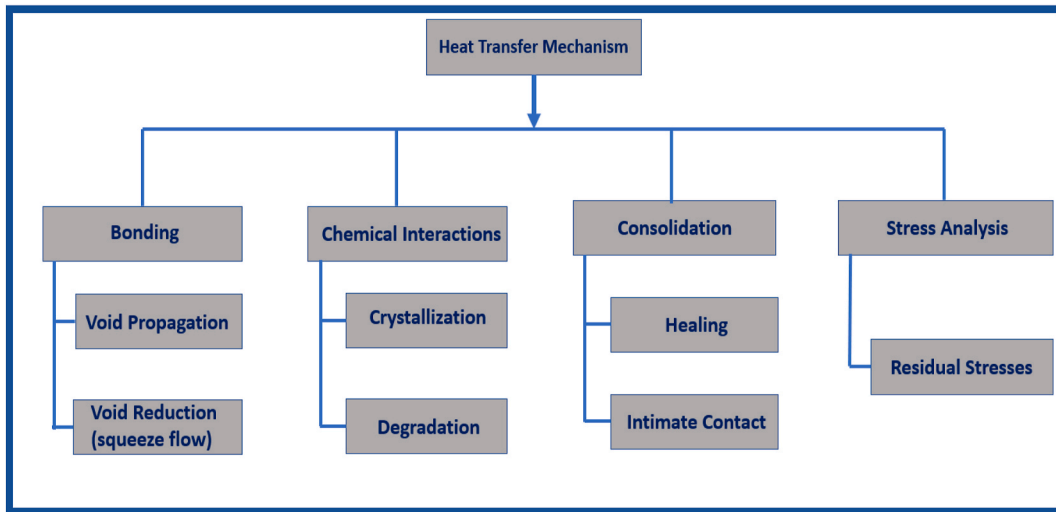 Heat Transfer Mechanism
Bonding
Chemical Interactions
Consolidation
Stress Analysis
Void Propagation
Crystallization
Healing
Residual Stresses
Void Reduction
(squeeze flow)
Degradation
Intimate Contact